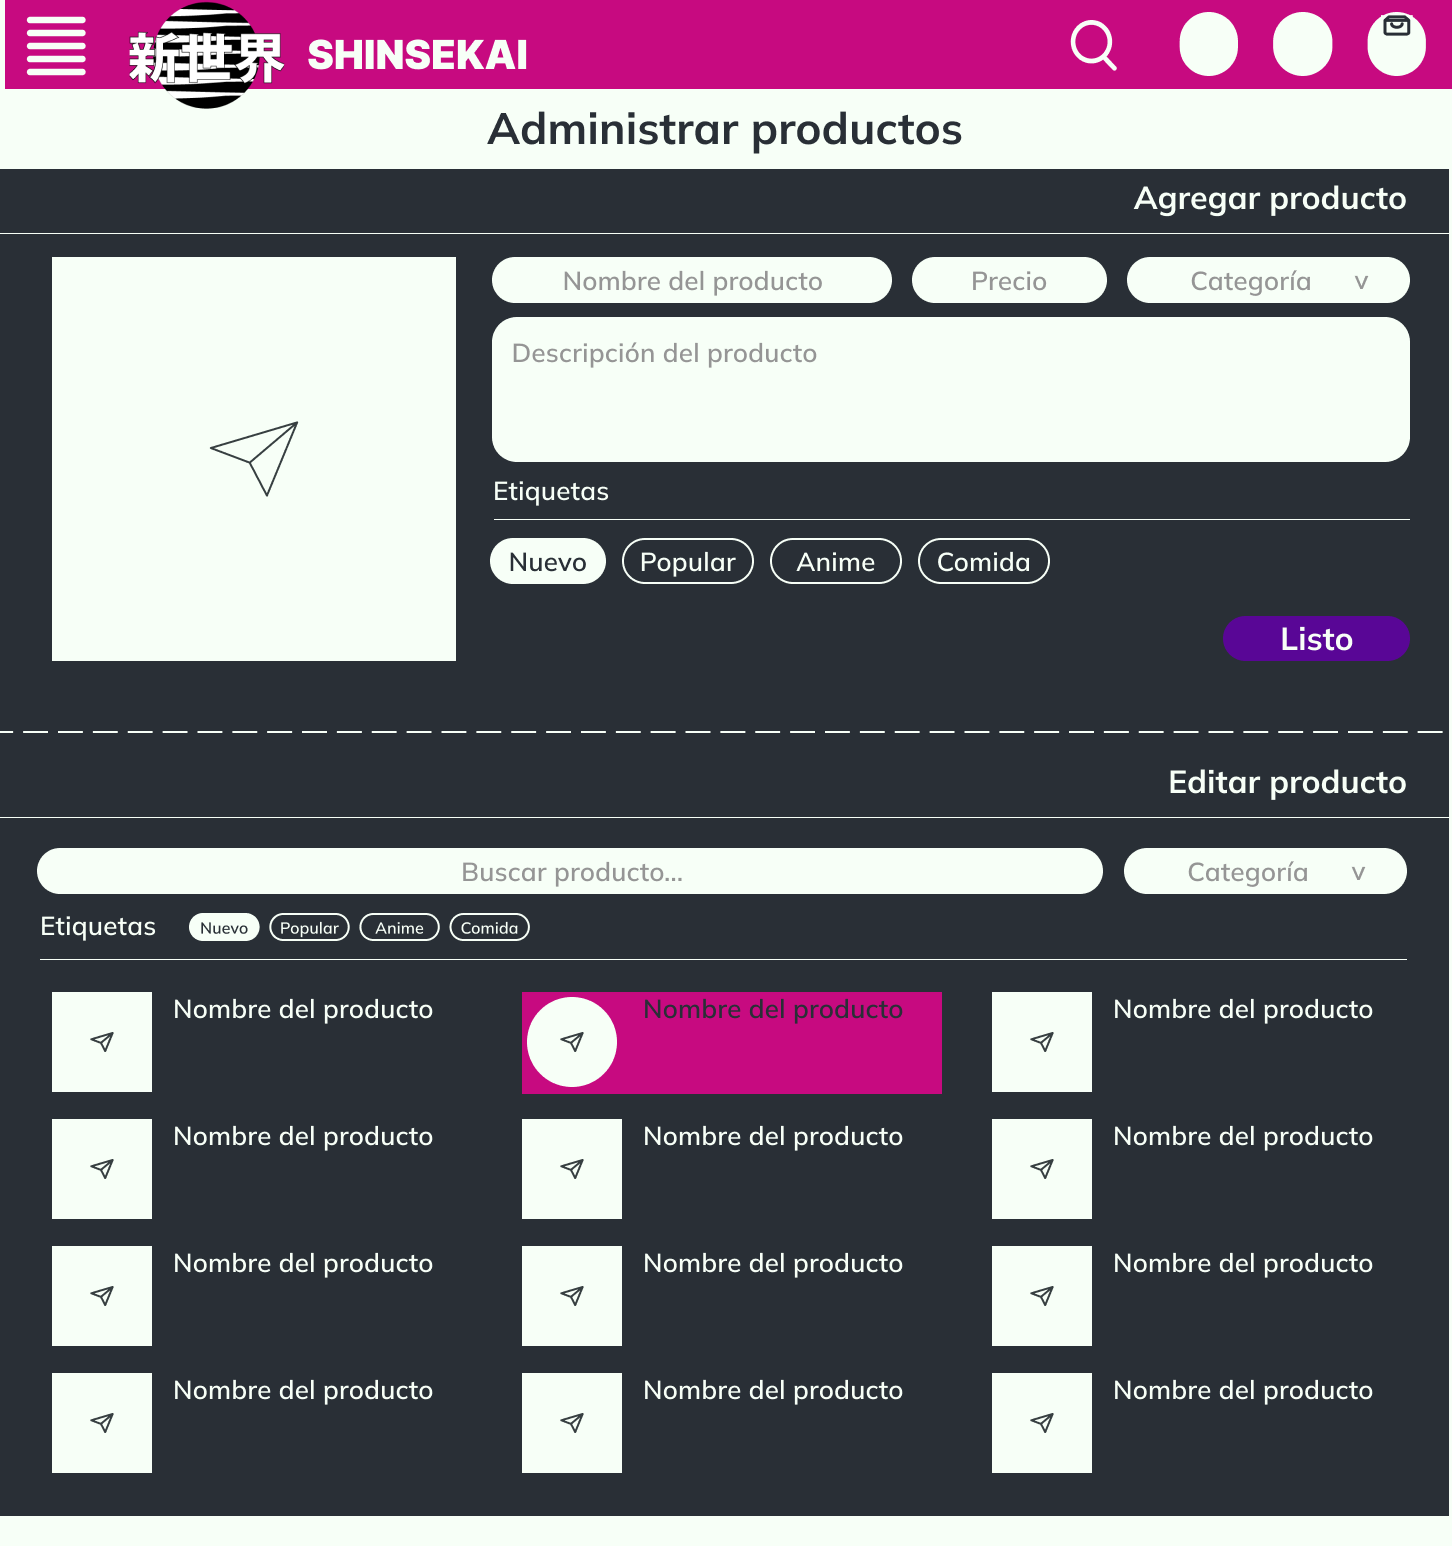 新世界 SHINSEKAI
Administrar productos
Agregar producto
Nombre del producto Precio Categoría v
Descripción del producto
Etiquetas
Nuevo Popular Anime Comida
Listo
Editar producto
Buscar producto... Categoría v
Etiquetas Nuevo Popular Anime Comida
Nombre del producto Nombre del producto Nombre del producto
Nombre del producto Nombre del producto Nombre del producto
Nombre del producto Nombre del producto Nombre del producto
Nombre del producto Nombre del producto Nombre del producto